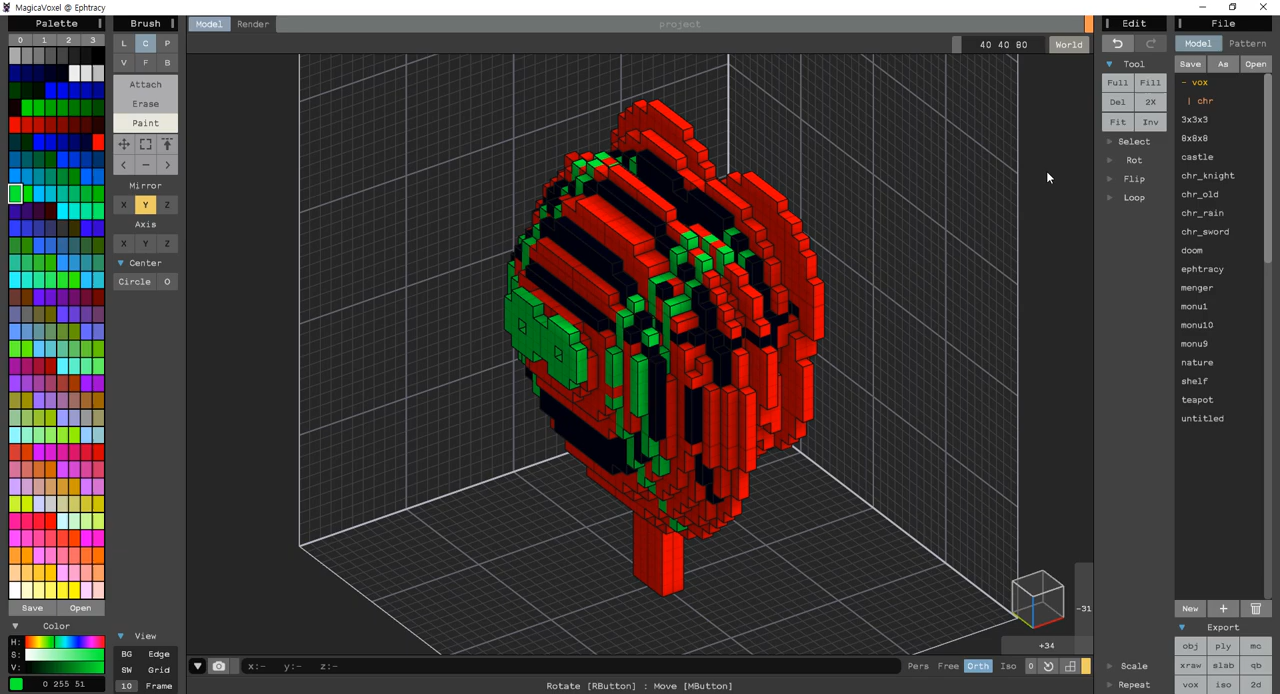 MagicaVoxel @ Ephtracy
Palette
Brush
Model Render
project
Edit
File
0 1 2 3
L C P
V F B
40 40 80 World
Model Pattern
Tool
Save As Open
Attach
Erase
Paint
Full Fill
Del 2X
Fit Inv
Select
Rot
Flip
Loop
- vox
| chr
3x3x3
8x8x8
castle
chr_knight
chr_old
chr_rain
chr_sword
doom
ephtracy
menger
monu1
monu10
monu9
nature
shelf
teapot
untitled
Mirror
X Y Z
Axis
X Y Z
Center
Circle O
Save Open
Color
H:
S:
V:
0 255 51
View
BG Edge
SW Grid
10 Frame
-31
+34
x:- y:- z:-
Pers Free Orth Iso 0
Rotate [RButton] : Move [MButton]
Scale
Repeat
New +
Export
obj ply mc
xraw slab qb
vox iso 2d